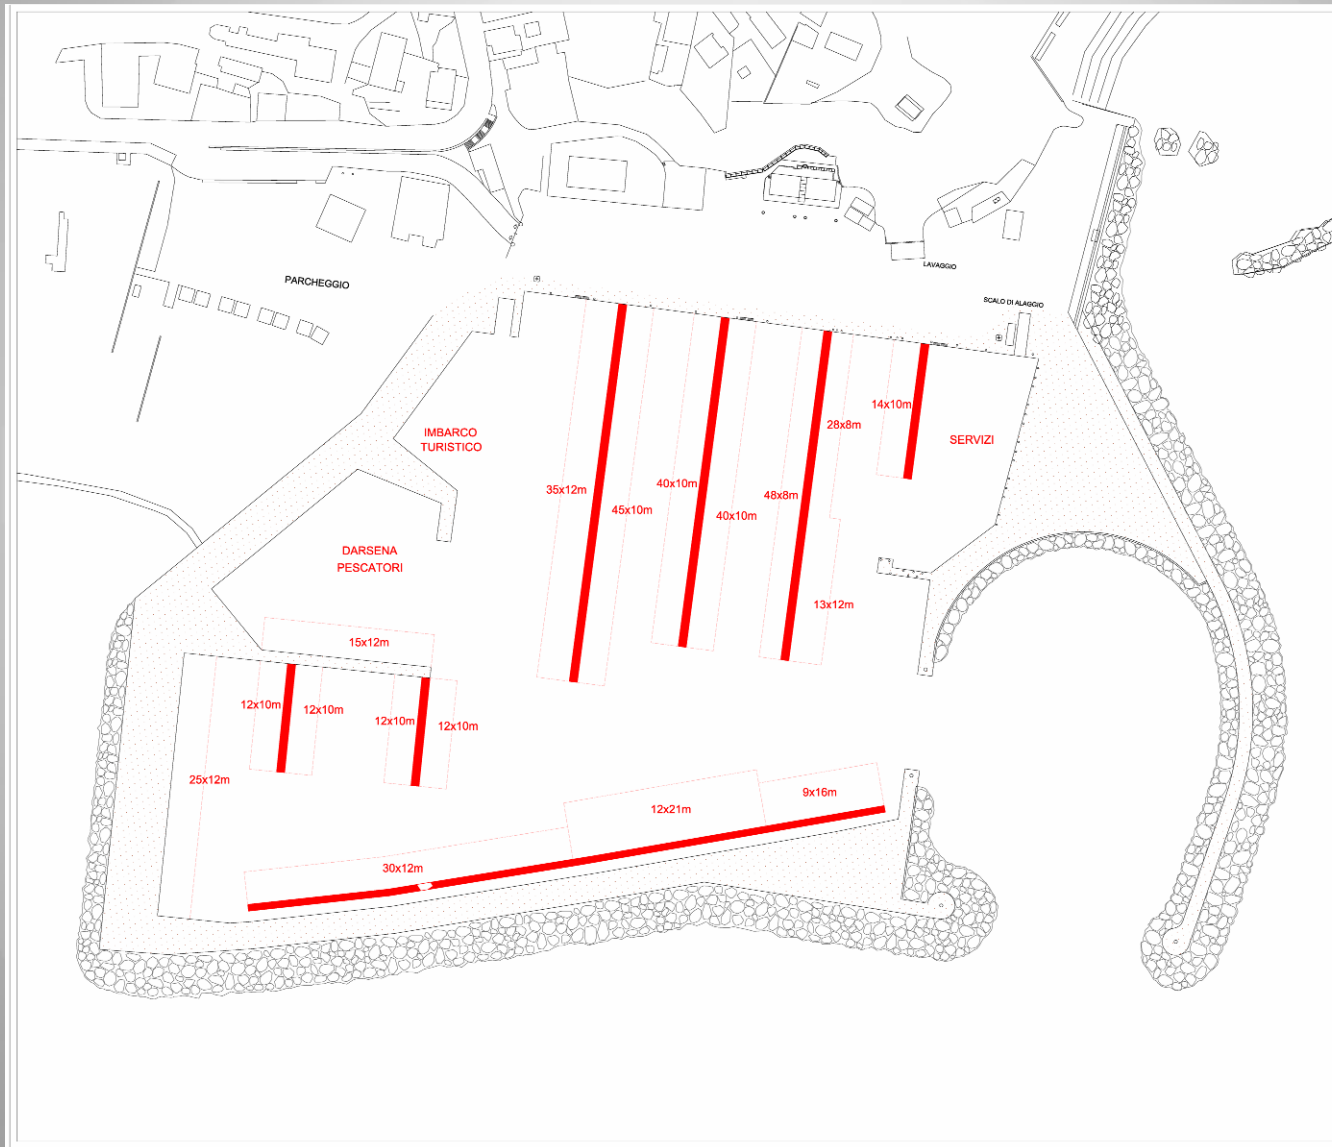 LAVAGGIO
PARCHEGGIO
SCALO DI ALAGGIO
14x10m
28x8m
IMBARCO
TURISTICO
SERVIZI
35x12m
40x10m
48x8m
45x10m
40x10m
DARSENA
PESCATORI
13x12m
15x12m
12x10m
12x10m
12x10m
12x10m
25x12m
9x16m
12x21m
30x12m